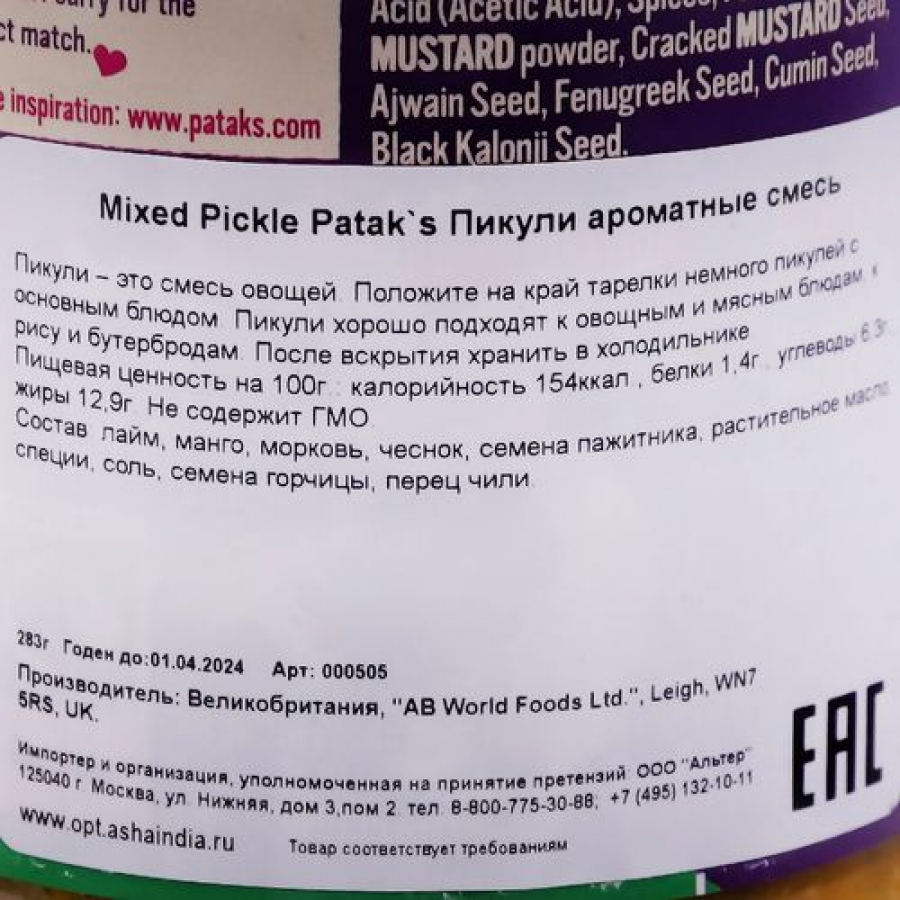 for the
ct match.
inspiration: www.pataks.com
Acid (Acetic Acid), Spices,
MUSTARD powder, Cracked MUSTARD Seed,
Ajwain Seed, Fenugreek Seed, Cumin Seed,
Black Kalonji Seed.
Mixed Pickle Patak`s Пикули ароматные смесь
Пикули – это смесь овощей. Положите на край тарелки немного пикулей с
основным блюдом. Пикули хорошо подходят к овощным и мясным блюдам, к
рису и бутербродам. После вскрытия хранить в холодильнике
Пищевая ценность на 100г.: калорийность 154ккал., белки 1,4г., углеводы 6.3г.
жиры 12,9г. Не содержит ГМО
Состав лайм, манго, морковь, чеснок, семена пажитника, растительное масло,
специи, соль, семена горчицы, перец чили.
283г Годен до:01.04.2024 Арт: 000505
Производитель: Великобритания, "AB World Foods Ltd.", Leigh, WN7
5RS, UK.
Импортер и организация, уполномоченная на принятие претензий: ООО "Альтер"
125040 г. Москва, ул. Нижняя, дом 3,пом 2. тел. 8-800-775-30-88; +7 (495) 132-10-11
www.opt.ashaindia.ru Товар соответствует требованиям
EAC